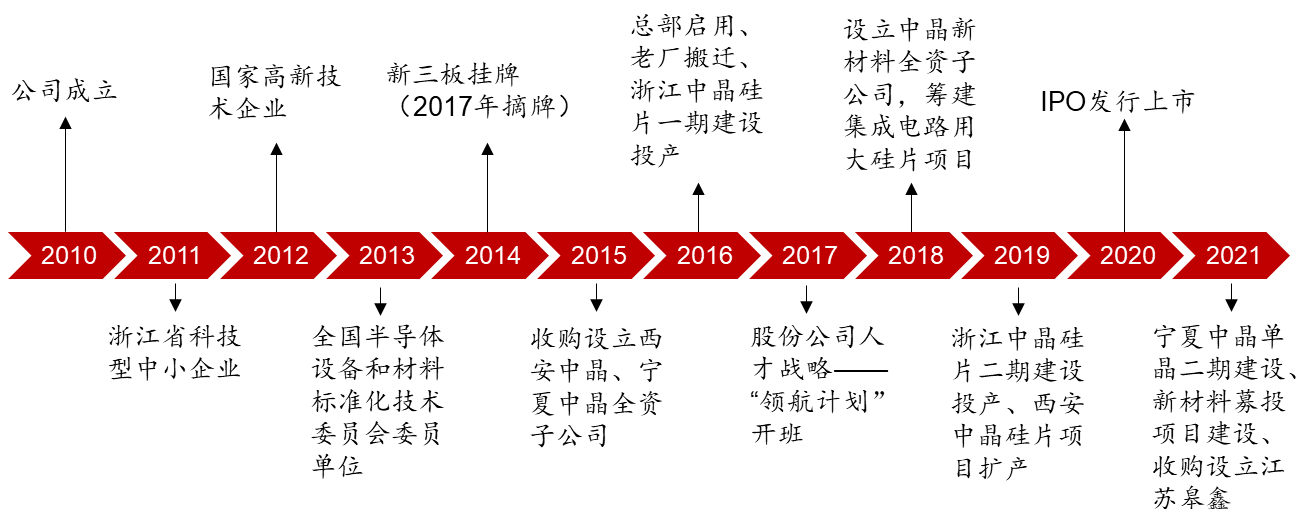 公司成立
国家高新技
术企业
新三板挂牌
（2017年摘牌）
总部启用、
老厂搬迁、
浙江中晶硅
片一期建设
投产
设立中晶新
材料全资子
公司，筹建
集成电路用
大硅片项目
IPO发行上市
2010
2011
2012
2013
2014
2015
2016
2017
2018
2019
2020
2021
浙江省科技
型中小企业
全国半导体
设备和材料
标准化技术
委员会委员
单位
收购设立西
安中晶、宁
夏中晶全资
子公司
股份公司人
才战略——
“领航计划”
开班
浙江中晶硅
片二期建设
投产、西安
中晶硅片项
目扩产
宁夏中晶单
晶二期建设、
新材料募投
项目建设、
收购设立江
苏皋鑫